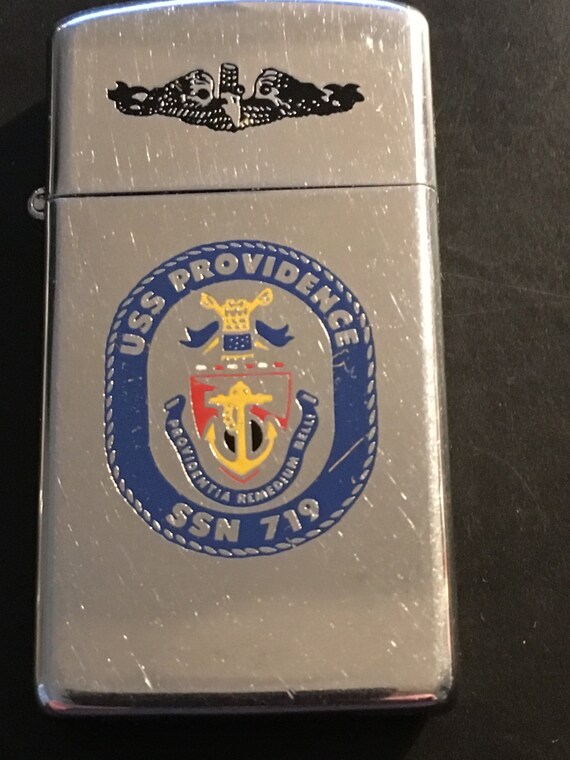 USS PROVIDENCE
PROVIDENTIA REMEDIUM BELLI
SSN 719